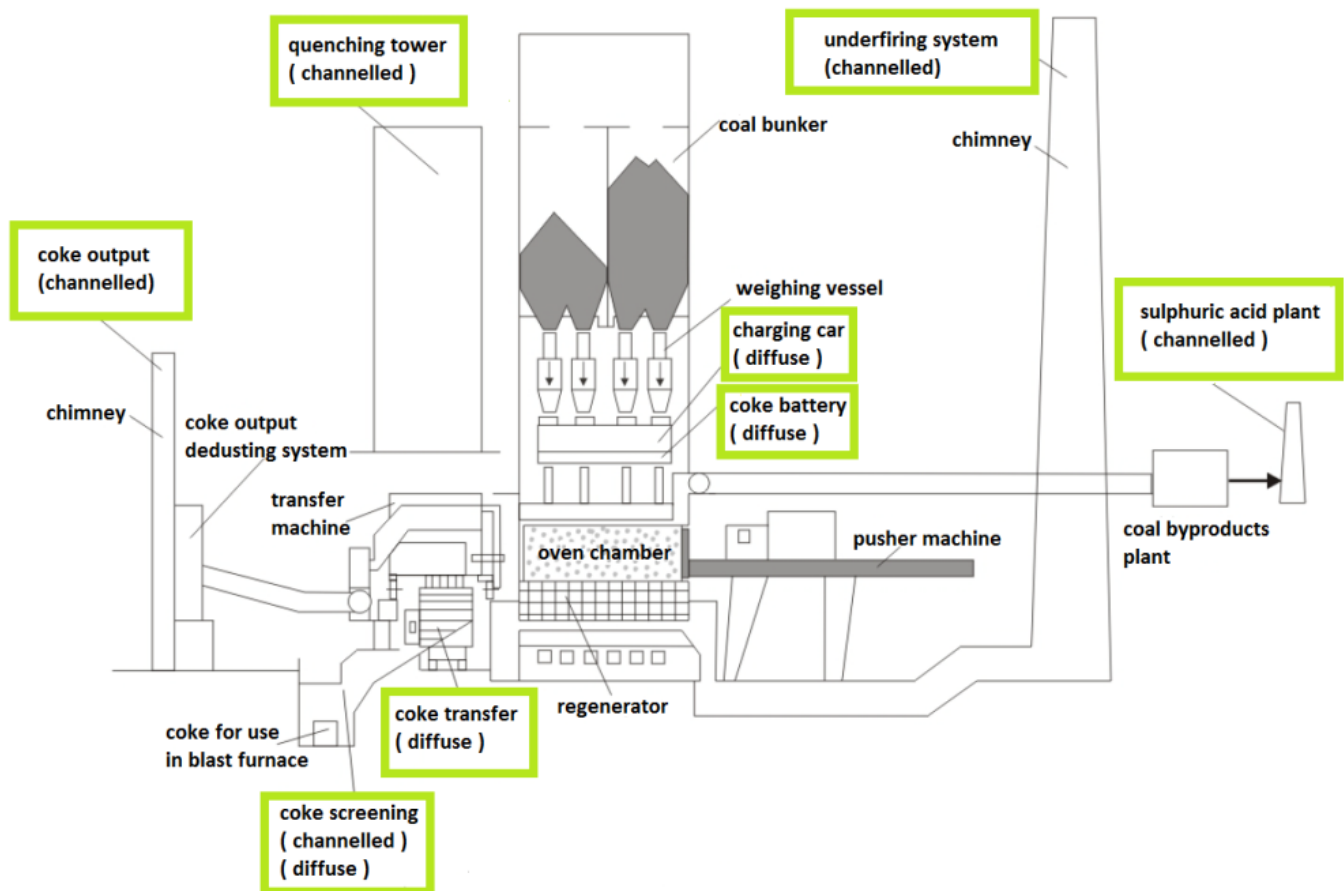 quenching tower
( channelled )
underfiring system
(channelled)
coal bunker
chimney
coke output
(channelled)
weighing vessel
sulphuric acid plant
( channelled )
charging car
( diffuse )
chimney
coke output
dedusting system
coke battery
( diffuse )
transfer
machine
oven chamber
pusher machine
coal byproducts
plant
regenerator
coke transfer
( diffuse )
coke for use
in blast furnace
coke screening
( channelled )
( diffuse )